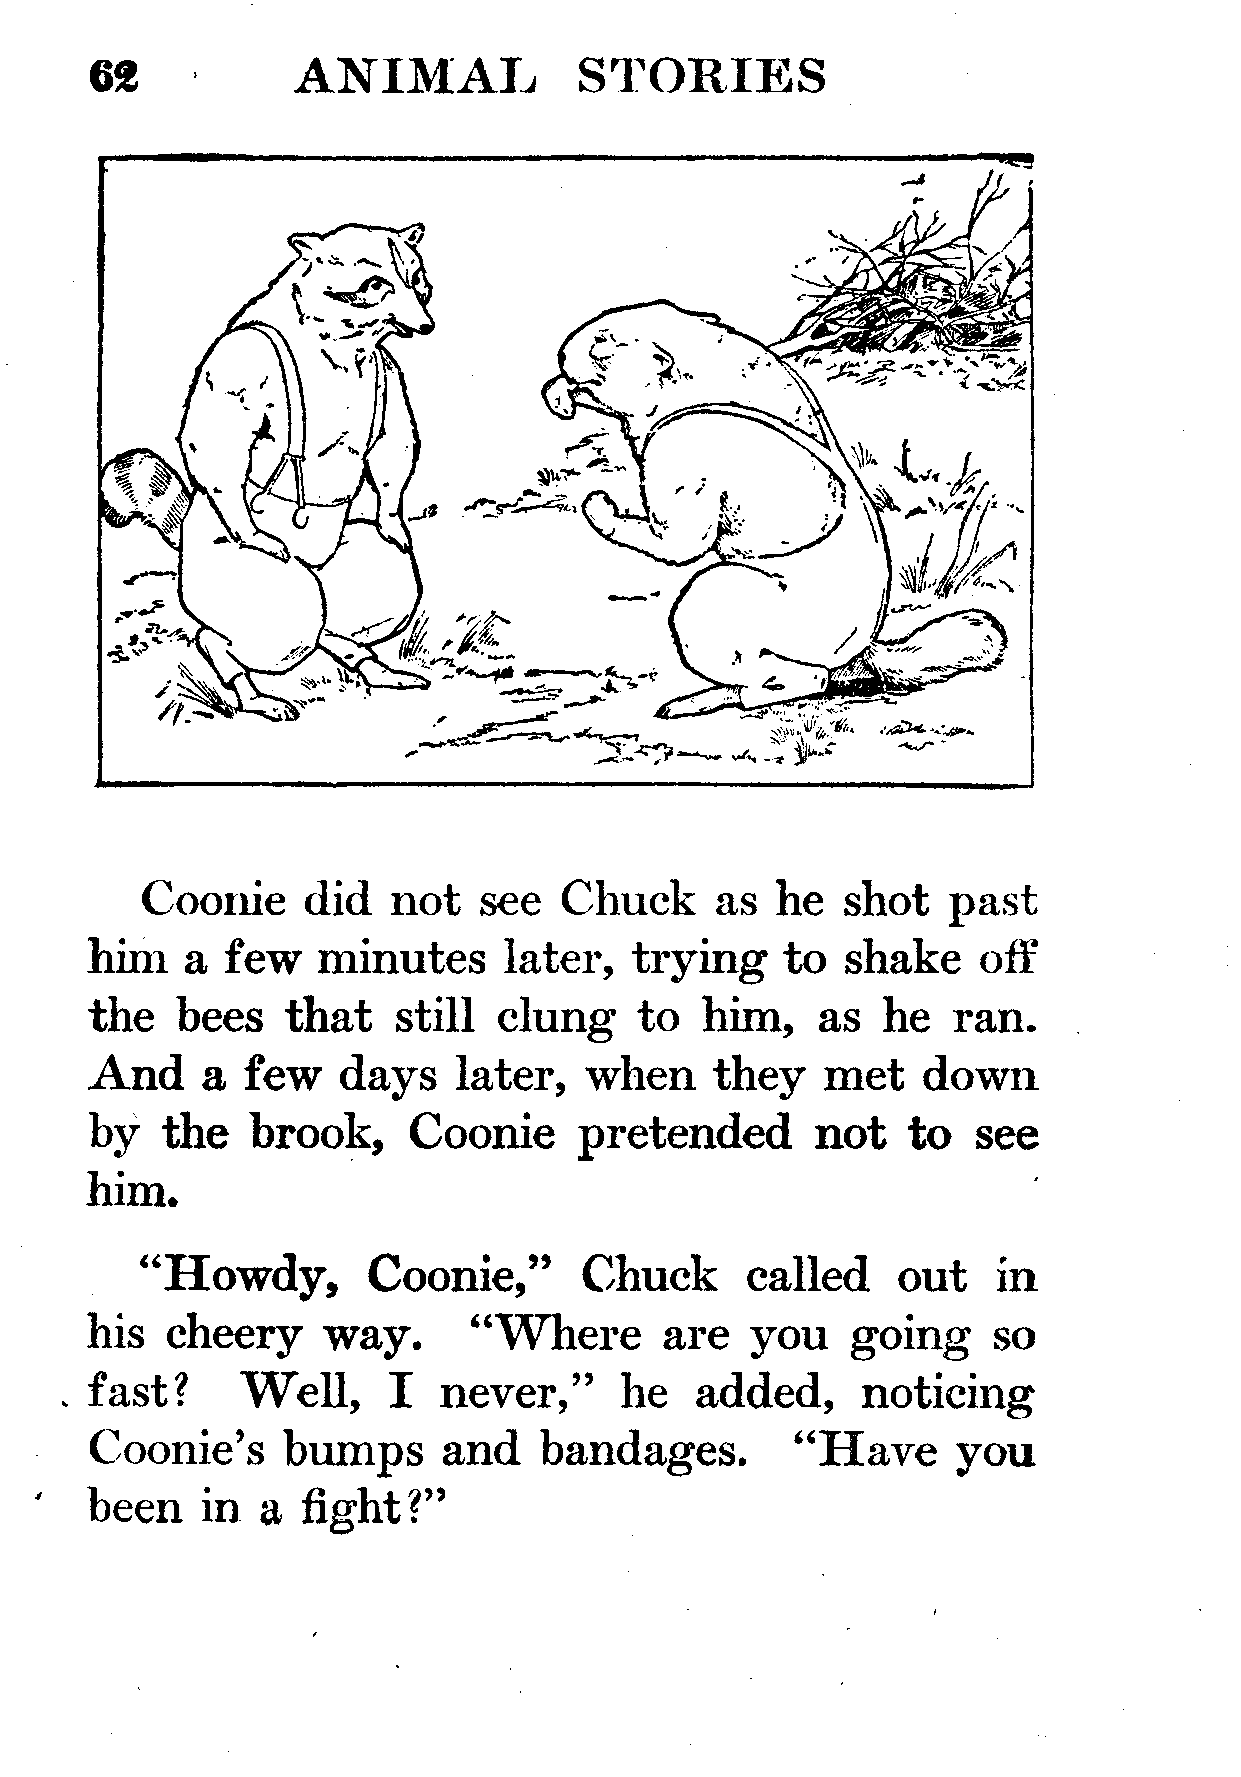 62 ANIMAL STORIES
Coonie did not see Chuck as he shot past
him a few minutes later, trying to shake off
the bees that still clung to him, as he ran.
And a few days later, when they met down
by the brook, Coonie pretended not to see
him.
“Howdy, Coonie,” Chuck called out in
his cheery way. “Where are you going so
fast? Well, I never,” he added, noticing
Coonie’s bumps and bandages. “Have you
been in a fight?”